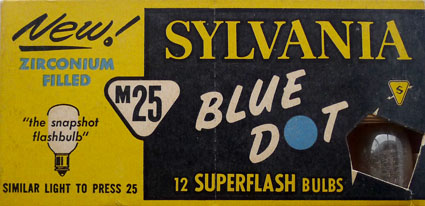 New!
ZIRCONIUM
FILLED
"the snapshot
flashbulb"
SIMILAR LIGHT TO PRESS 25
M25
SYLVANIA
BLUE
DOT
S
12 SUPERFLASH BULBS